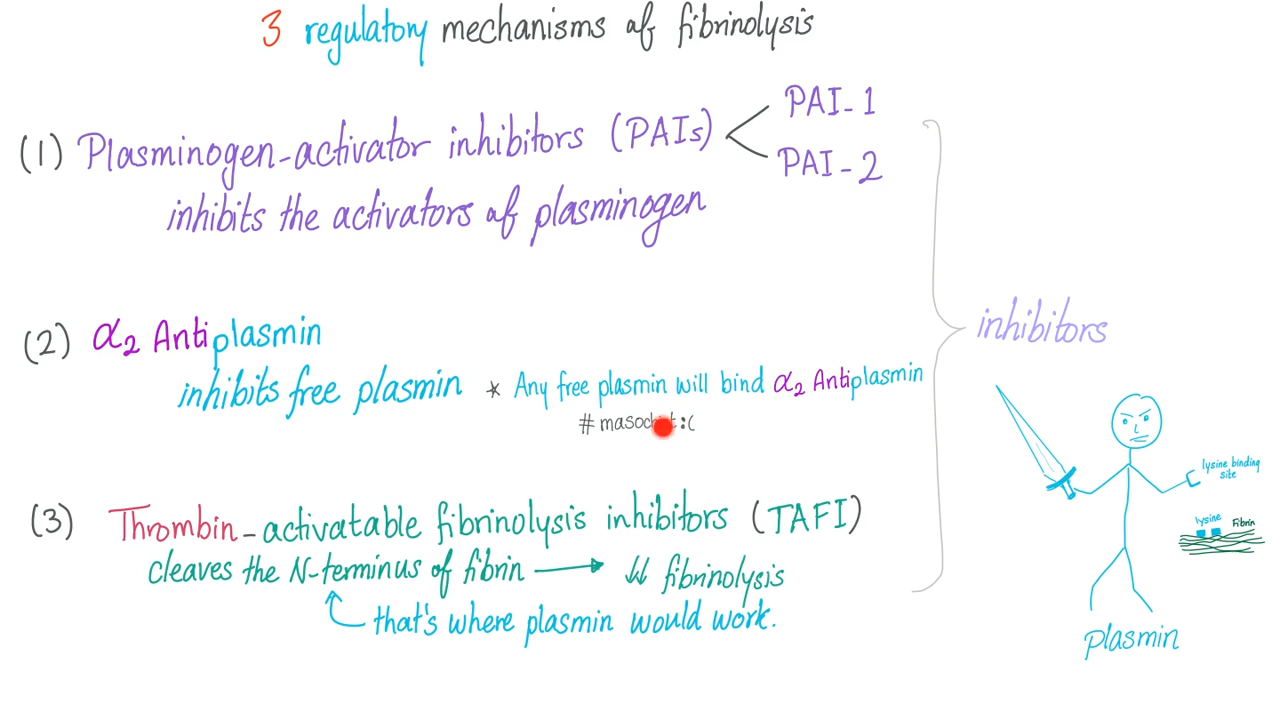 3 regulatory mechanisms of fibrinolysis
(1) Plasminogen-activator inhibitors (PAIs)
PAI-1
PAI-2
inhibits the activators of plasminogen
(2) α2 Antiplasmin
inhibits free plasmin * Any free plasmin will bind α2 Antiplasmin
:(
inhibitors
(3) Thrombin-activatable fibrinolysis inhibitors (TAFI)
cleaves the N-terminus of fibrin → ↓↓ fibrinolysis
that's where plasmin would work.
lysine binding
site
lysine
Fibrin
plasmin